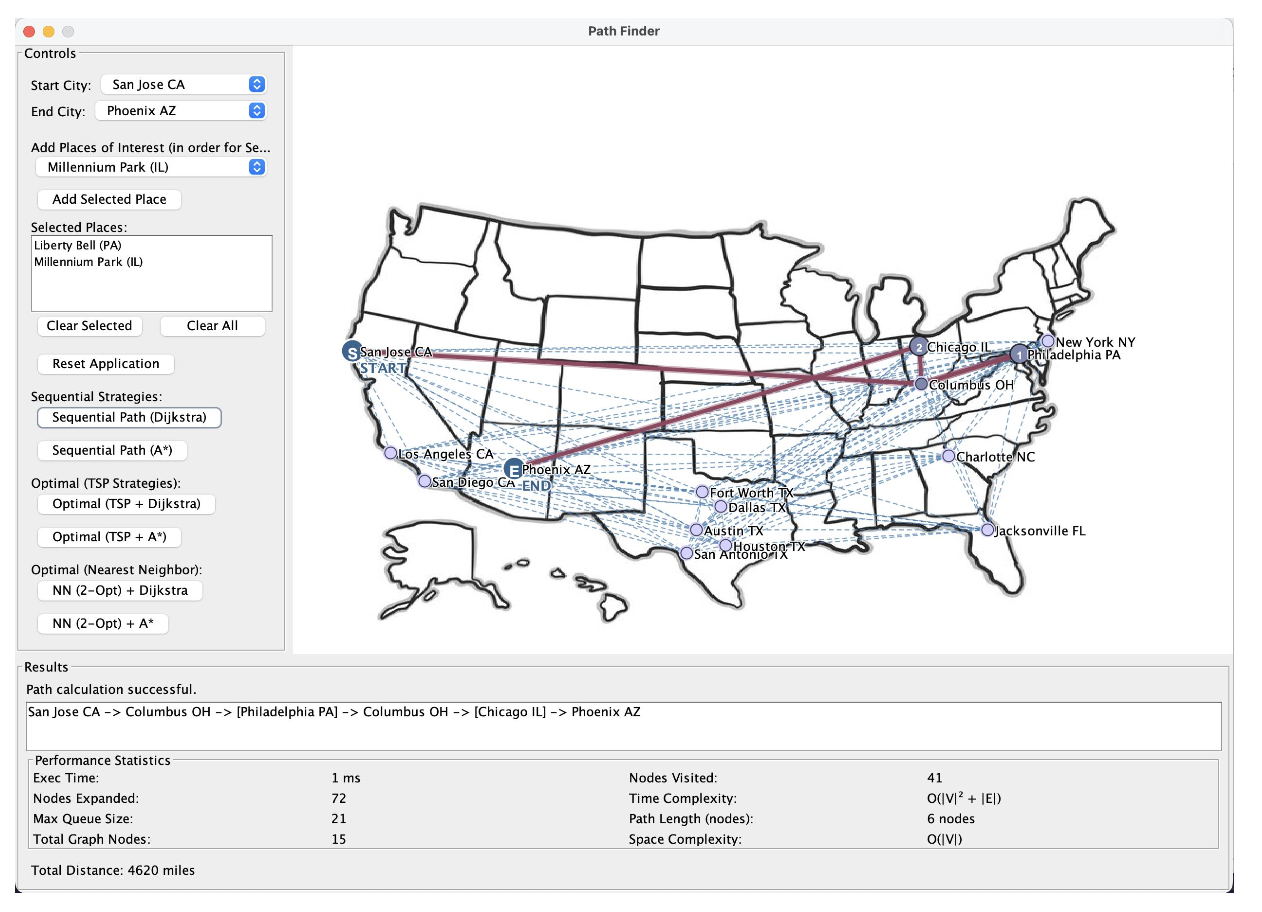 Path Finder
Controls
Start City: San Jose CA
End City: Phoenix AZ
Add Places of Interest (in order for Se...
Millennium Park (IL)
Add Selected Place
Selected Places:
Liberty Bell (PA)
Millennium Park (IL)
Clear Selected Clear All
Reset Application
Sequential Strategies:
Sequential Path (Dijkstra)
Sequential Path (A*)
Optimal (TSP Strategies):
Optimal (TSP + Dijkstra)
Optimal (TSP + A*)
Optimal (Nearest Neighbor):
NN (2-Opt) + Dijkstra
NN (2-Opt) + A*
S San Jose CA
START
2 Chicago IL
New York NY
1 Philadelphia PA
Columbus OH
Los Angeles CA
E Phoenix AZ
END
San Diego CA
Charlotte NC
Fort Worth TX
Dallas TX
Austin TX
Jacksonville FL
Houston TX
San Antonio TX
Results
Path calculation successful.
San Jose CA -> Columbus OH -> [Philadelphia PA] -> Columbus OH -> [Chicago IL] -> Phoenix AZ
Performance Statistics
Exec Time: 1 ms Nodes Visited: 41
Nodes Expanded: 72 Time Complexity: O(|V|² + |E|)
Max Queue Size: 21 Path Length (nodes): 6 nodes
Total Graph Nodes: 15 Space Complexity: O(|V|)
Total Distance: 4620 miles